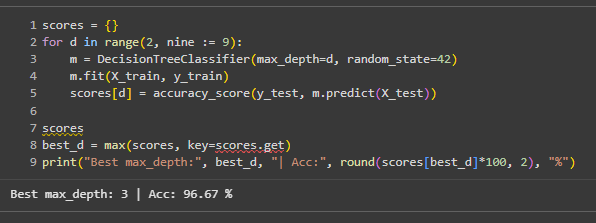 1 scores = {}
2 for d in range(2, nine := 9):
3     m = DecisionTreeClassifier(max_depth=d, random_state=42)
4     m.fit(X_train, y_train)
5     scores[d] = accuracy_score(y_test, m.predict(X_test))
6
7 scores
8 best_d = max(scores, key=scores.get)
9 print("Best max_depth:", best_d, "| Acc:", round(scores[best_d]*100, 2), "%")
Best max_depth: 3 | Acc: 96.67 %